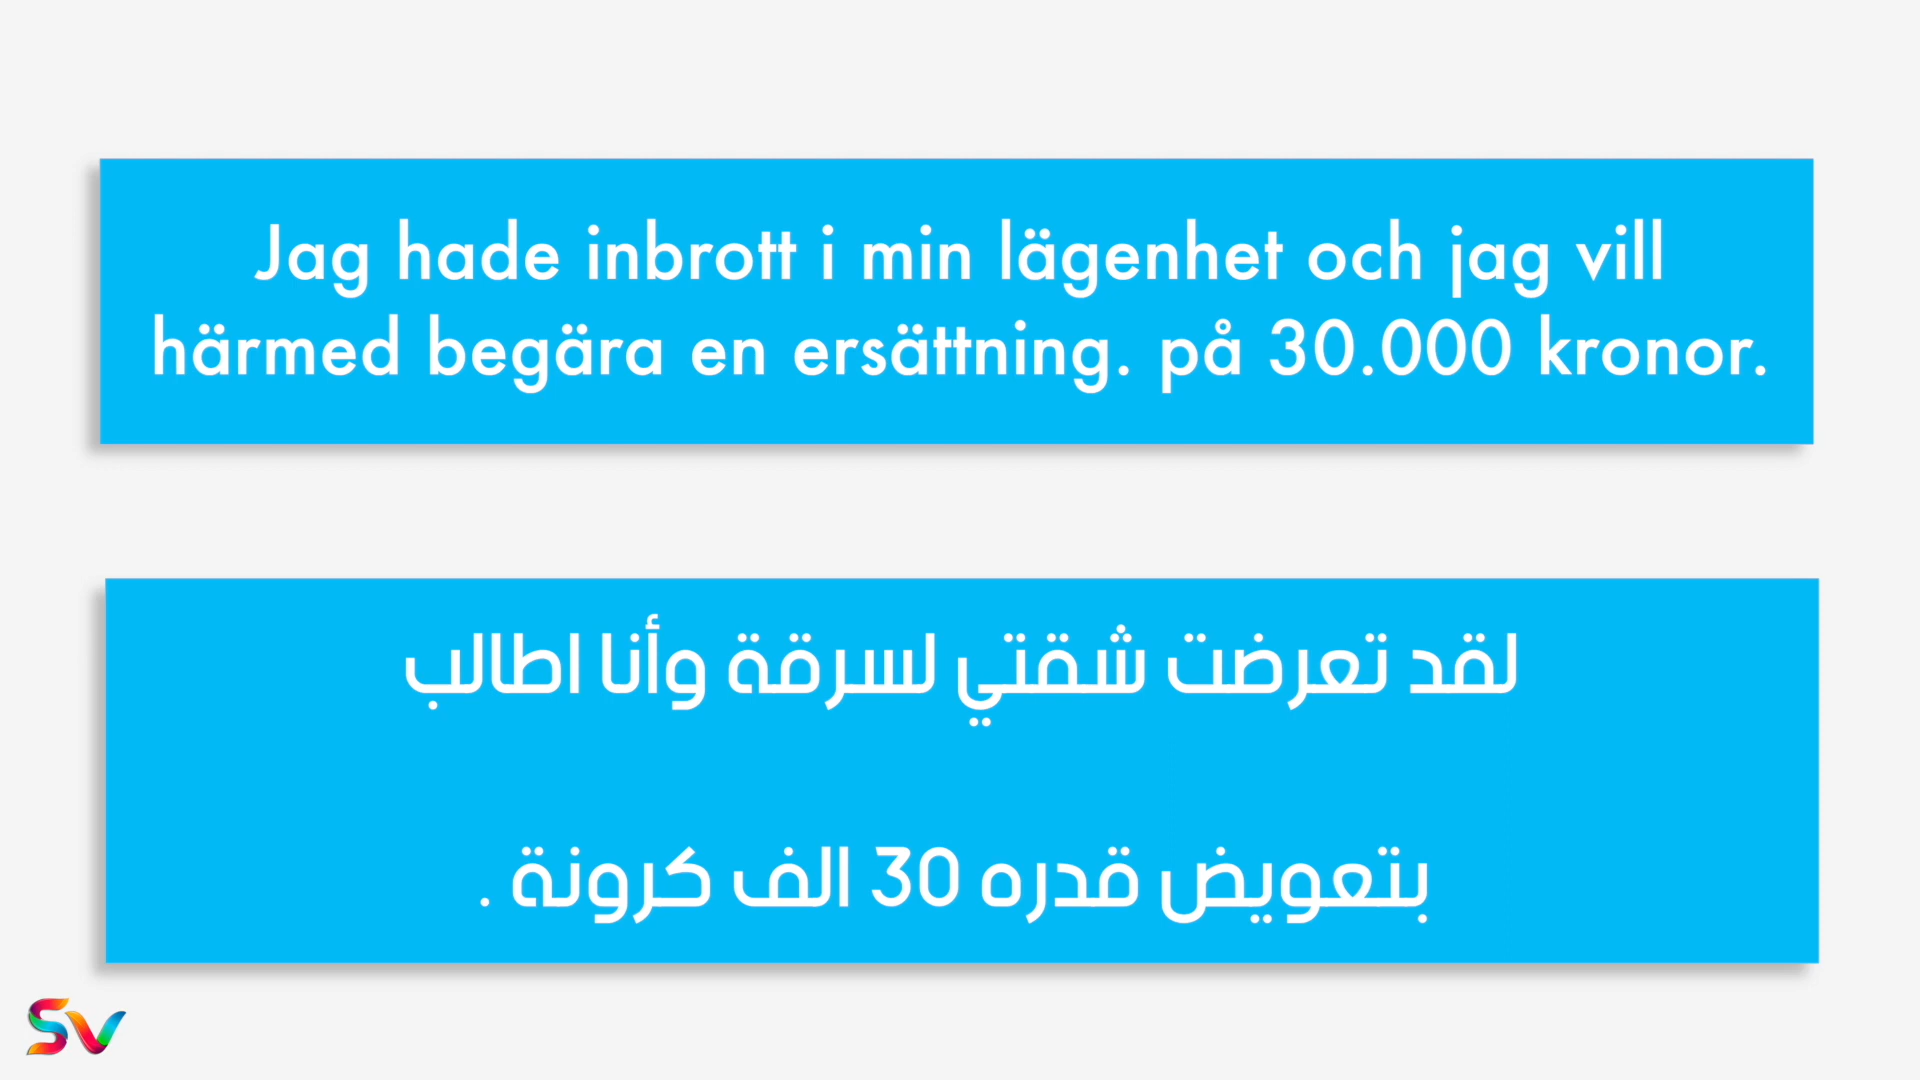 Jag hade inbrott i min lägenhet och jag vill
härmed begära en ersättning. på 30.000 kronor.
لقد تعرضت شقتي لسرقة وأنا اطالب
بتعويض قدره 30 الف كرونة .
SV